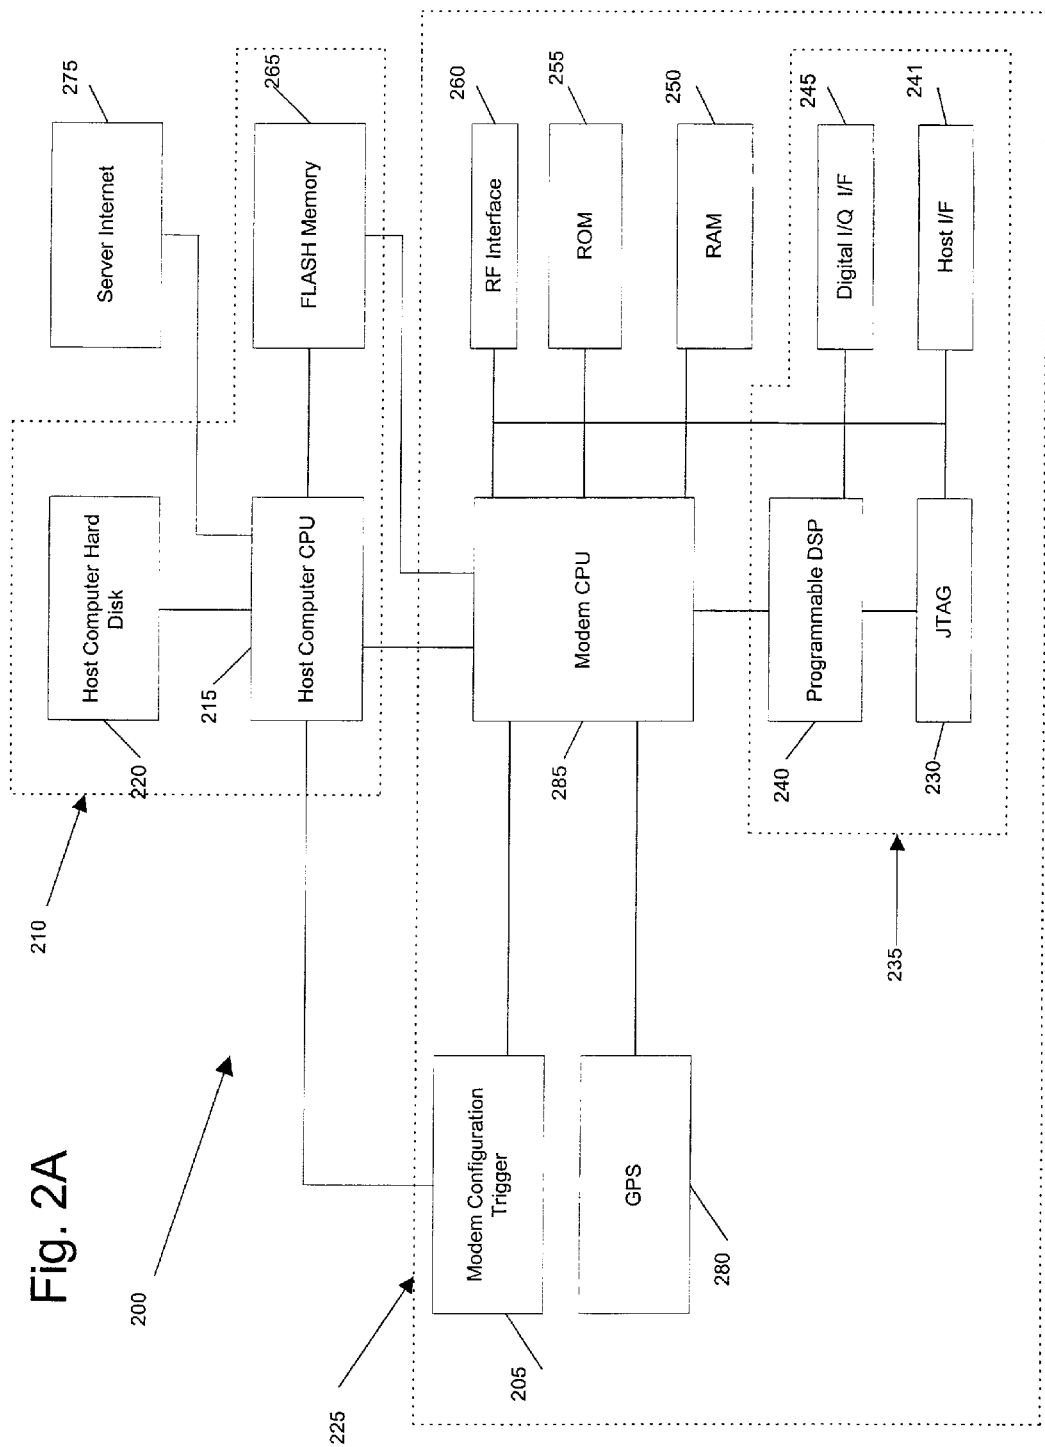 Fig. 2A
200
210
225
275
Server Internet
265
FLASH Memory
Host Computer Hard
Disk
220
215
Host Computer CPU
260
RF Interface
255
ROM
250
RAM
245
Digital I/Q I/F
241
Host I/F
Modem CPU
285
Programmable DSP
240
JTAG
230
235
Modem Configuration
Trigger
205
GPS
280